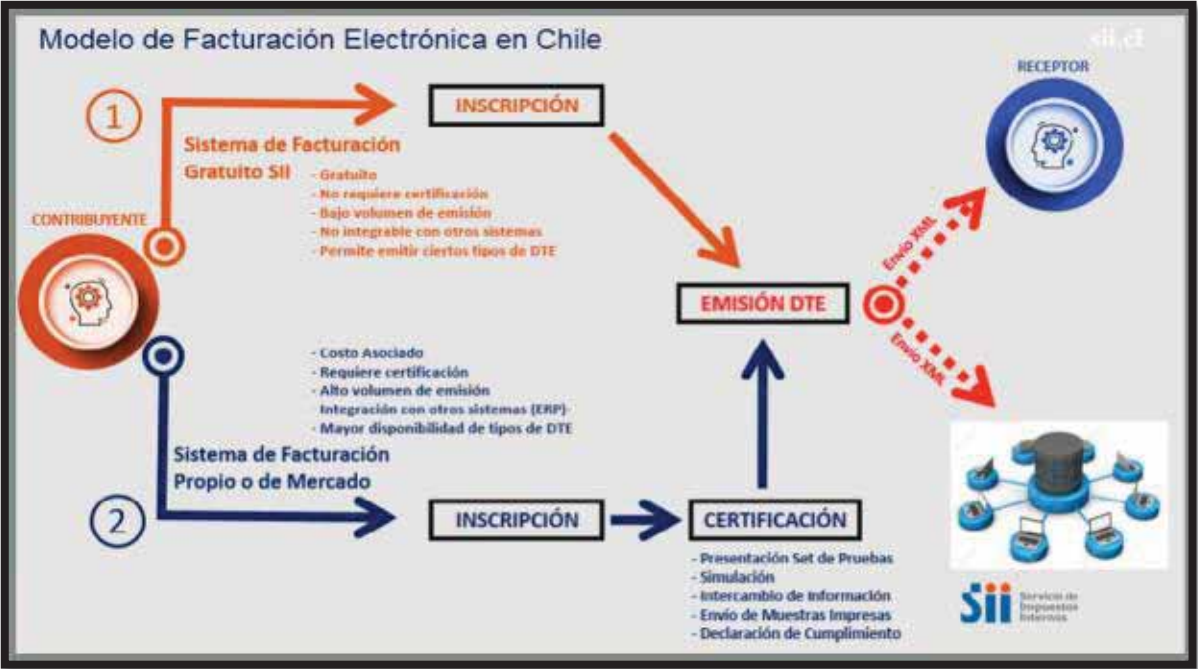 Modelo de Facturación Electrónica en Chile
sii.cl
RECEPTOR
1
INSCRIPCIÓN
Sistema de Facturación
Gratuito SII
- Gratuito
- No requiere certificación
- Bajo volumen de emisión
- No integrable con otros sistemas
- Permite emitir ciertos tipos de DTE
CONTRIBUYENTE
Envío XML
EMISIÓN DTE
Envío XML
- Costo Asociado
- Requiere certificación
- Alto volumen de emisión
- Integración con otros sistemas (ERP)-
- Mayor disponibilidad de tipos de DTE
Sistema de Facturación
Propio o de Mercado
2
INSCRIPCIÓN
CERTIFICACIÓN
- Presentación Set de Pruebas
- Simulación
- Intercambio de Información
- Envío de Muestras Impresas
- Declaración de Cumplimiento
Sii
Servicio de
Impuestos
Internos